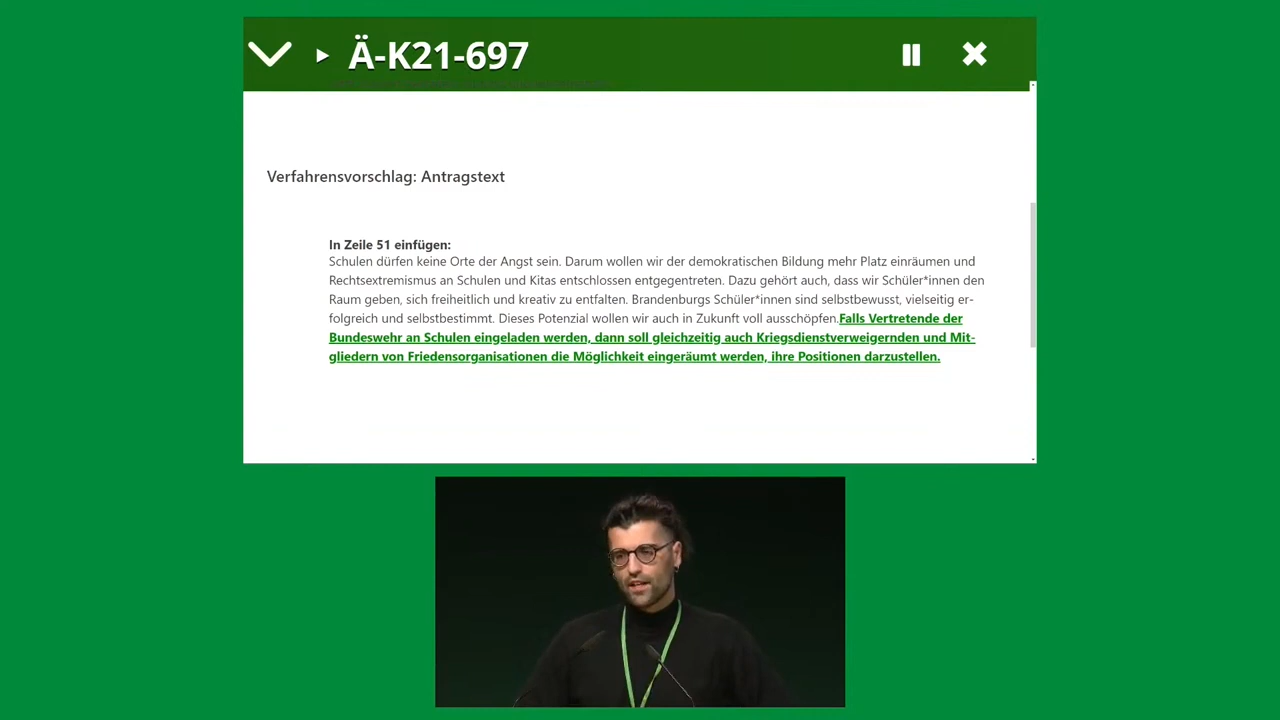 Ä-K21-697
Verfahrensvorschlag: Antragstext
In Zeile 51 einfügen:
Schulen dürfen keine Orte der Angst sein. Darum wollen wir der demokratischen Bildung mehr Platz einräumen und
Rechtsextremismus an Schulen und Kitas entschlossen entgegentreten. Dazu gehört auch, dass wir Schüler*innen den
Raum geben, sich freiheitlich und kreativ zu entfalten. Brandenburgs Schüler*innen sind selbstbewusst, vielseitig er-
folgreich und selbstbestimmt. Dieses Potenzial wollen wir auch in Zukunft voll ausschöpfen.Falls Vertretende der
Bundeswehr an Schulen eingeladen werden, dann soll gleichzeitig auch Kriegsdienstverweigernden und Mit-
gliedern von Friedensorganisationen die Möglichkeit eingeräumt werden, ihre Positionen darzustellen.